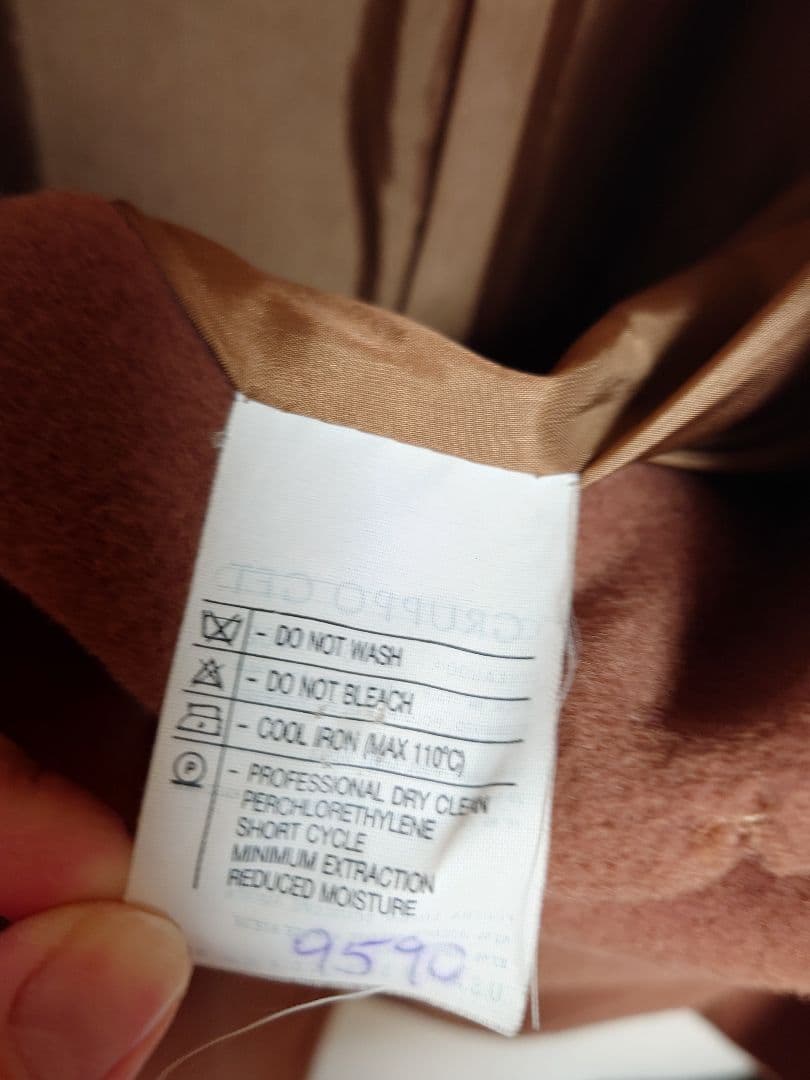 GRUPPO GFT
- DO NOT WASH
- DO NOT BLEACH
- COOL IRON (MAX 110°C)
P - PROFESSIONAL DRY CLEAN
PERCHLORETHYLENE
SHORT CYCLE
MINIMUM EXTRACTION
REDUCED MOISTURE
9590
U.S.